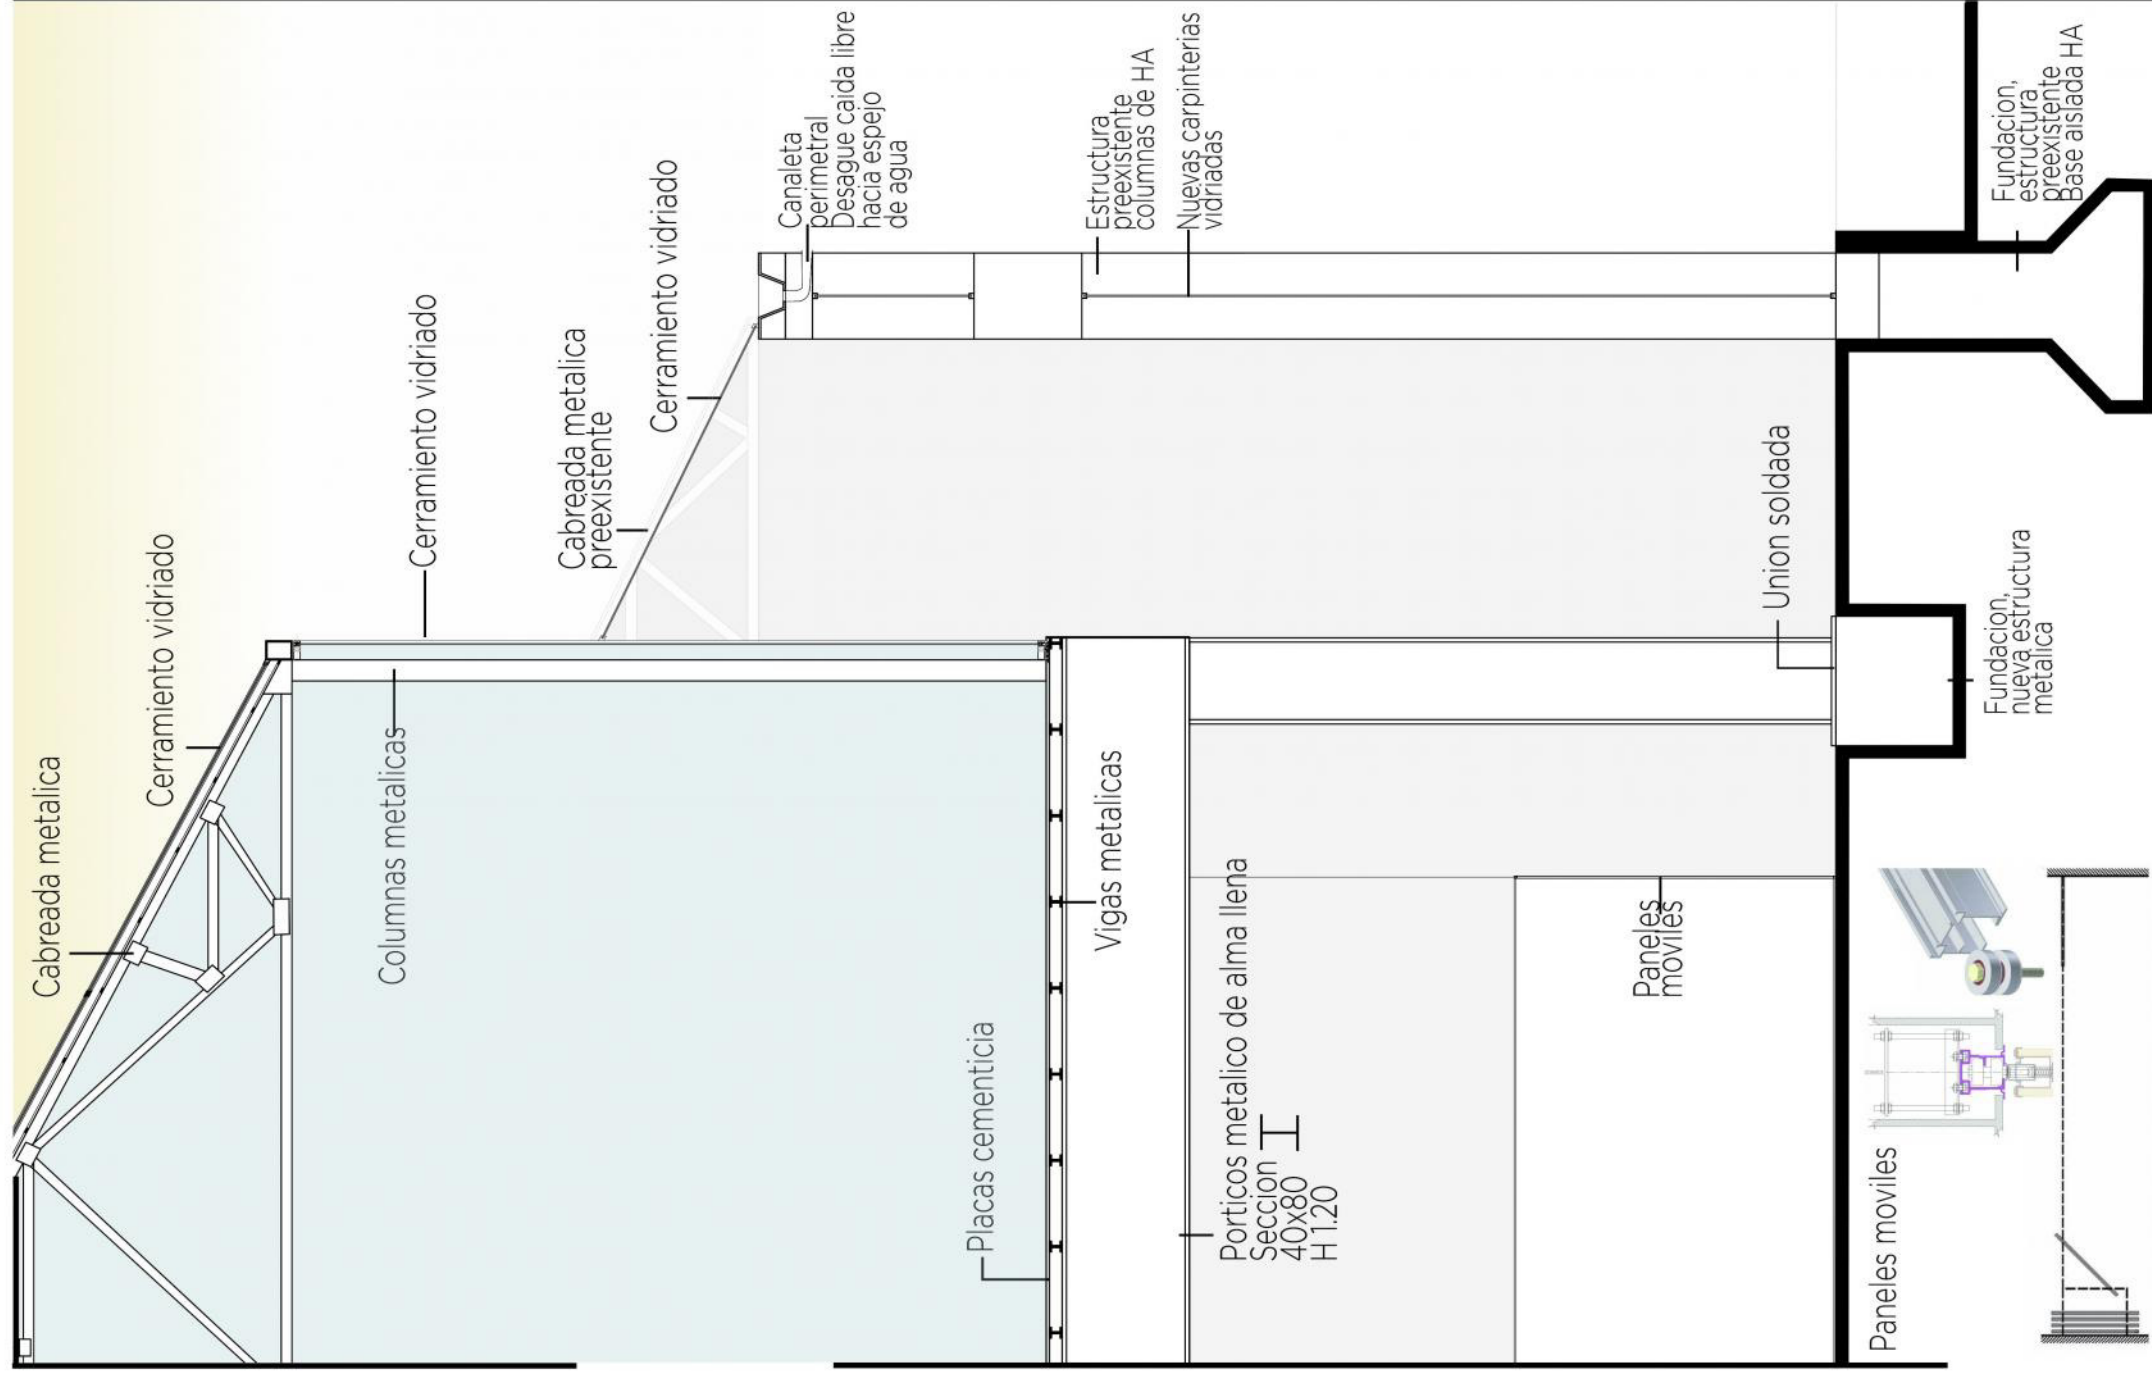 Cabreada metalica
Cerramiento vidriado
Cerramiento vidriado
Columnas metalicas
Cabreada metalica
preexistente
Cerramiento vidriado
Canaleta
perimetral
Desague caida libre
hacia espejo
de agua
Estructura
preexistente
columnas de HA
Nuevas carpinterias
vidriadas
Placas cementicia
Vigas metalicas
Porticos metalico de alma llena
Seccion
40x80
H 1.20
Paneles
moviles
Union soldada
Fundacion,
estructura
preexistente
Base aislada HA
Fundacion,
nueva estructura
metalica
Paneles moviles